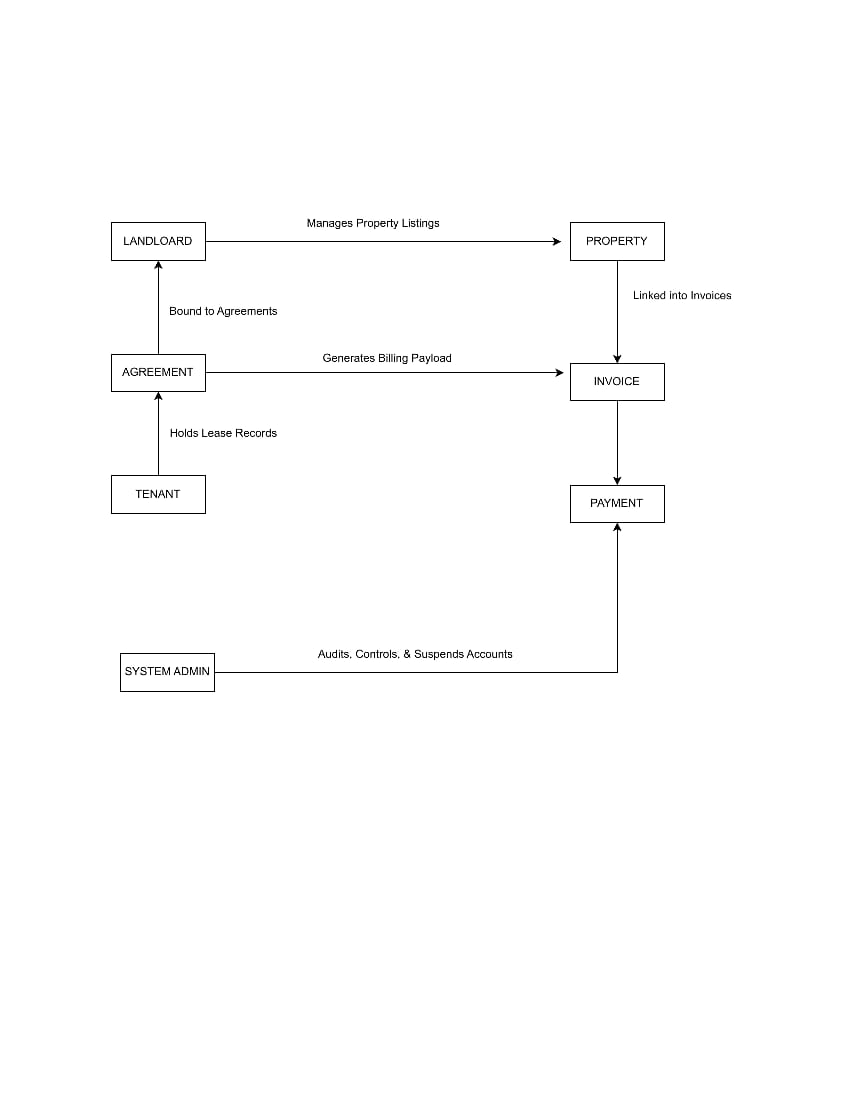 Manages Property Listings
LANDLOARD
PROPERTY
Linked into Invoices
Bound to Agreements
Generates Billing Payload
AGREEMENT
INVOICE
Holds Lease Records
TENANT
PAYMENT
Audits, Controls, & Suspends Accounts
SYSTEM ADMIN